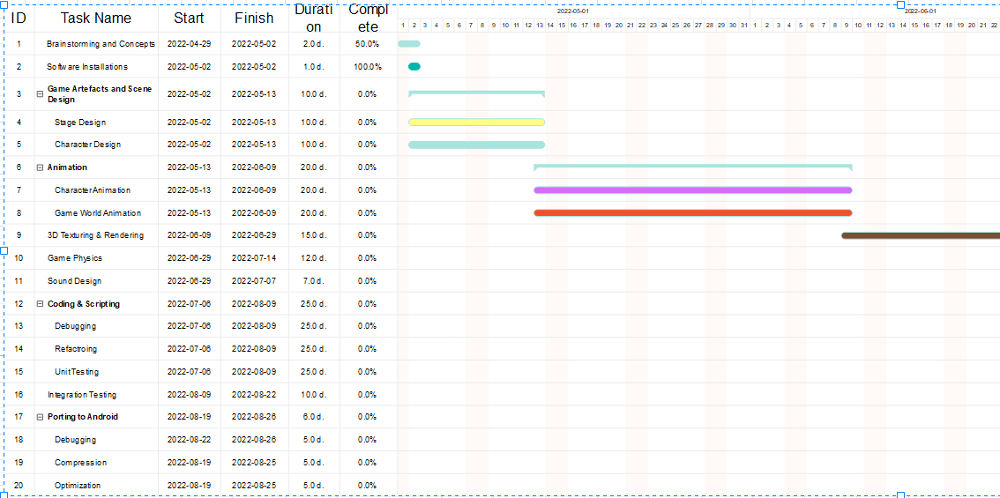 ID Task Name Start Finish Durati on Compl ete 2022-05-01 2022-06-01
1 2 3 4 5 6 7 8 9 10 11 12 13 14 15 16 17 18 19 20 21 22 23 24 25 26 27 28 29 30 31 1 2 3 4 5 6 7 8 9 10 11 12 13 14 15 16 17 18 19 20 21 22
1 Brainstorming and Concepts 2022-04-29 2022-05-02 2.0 d. 50.0%
2 Software Installations 2022-05-02 2022-05-02 1.0 d. 100.0%
3 Game Artefacts and Scene Design 2022-05-02 2022-05-13 10.0 d. 0.0%
4 Stage Design 2022-05-02 2022-05-13 10.0 d. 0.0%
5 Character Design 2022-05-02 2022-05-13 10.0 d. 0.0%
6 Animation 2022-05-13 2022-06-09 20.0 d. 0.0%
7 Character Animation 2022-05-13 2022-06-09 20.0 d. 0.0%
8 Game World Animation 2022-05-13 2022-06-09 20.0 d. 0.0%
9 3D Texturing & Rendering 2022-06-09 2022-06-29 15.0 d. 0.0%
10 Game Physics 2022-06-29 2022-07-14 12.0 d. 0.0%
11 Sound Design 2022-06-29 2022-07-07 7.0 d. 0.0%
12 Coding & Scripting 2022-07-06 2022-08-09 25.0 d. 0.0%
13 Debugging 2022-07-06 2022-08-09 25.0 d. 0.0%
14 Refactroing 2022-07-06 2022-08-09 25.0 d. 0.0%
15 Unit Testing 2022-07-06 2022-08-09 25.0 d. 0.0%
16 Integration Testing 2022-08-09 2022-08-22 10.0 d. 0.0%
17 Porting to Android 2022-08-19 2022-08-26 6.0 d. 0.0%
18 Debugging 2022-08-22 2022-08-26 5.0 d. 0.0%
19 Compression 2022-08-19 2022-08-25 5.0 d. 0.0%
20 Optimization 2022-08-19 2022-08-25 5.0 d. 0.0%